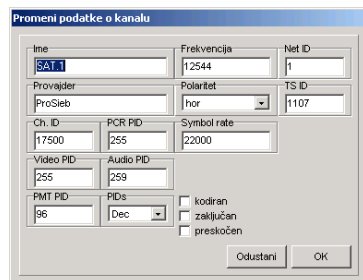 Promeni podatke o kanalu
Ime
Frekvencija
Net ID
SAT.1
12544
1
Provajder
Polaritet
TS ID
ProSieb
hor
1107
Ch. ID
PCR PID
Symbol rate
17500
255
22000
Video PID
Audio PID
255
259
PMT PID
PIDs
96
Dec
kodiran
zaključan
preskočen
Odustani
OK